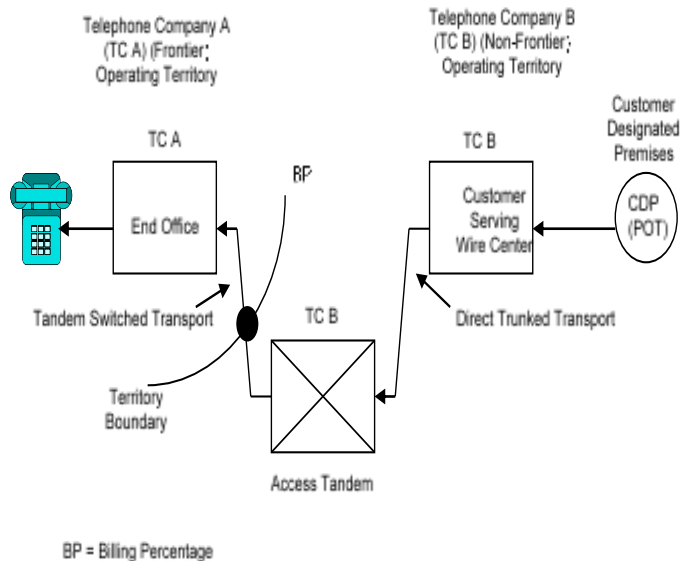 Telephone Company A
(TC A) (Frontier;
Operating Territory
Telephone Company B
(TC B) (Non-Frontier;
Operating Territory
Customer
Designated
Premises
TC A
TC B
BP
End Office
Customer
Serving
Wire Center
CDP
(POT)
Tandem Switched Transport
TC B
Direct Trunked Transport
Territory
Boundary
Access Tandem
BP = Billing Percentage